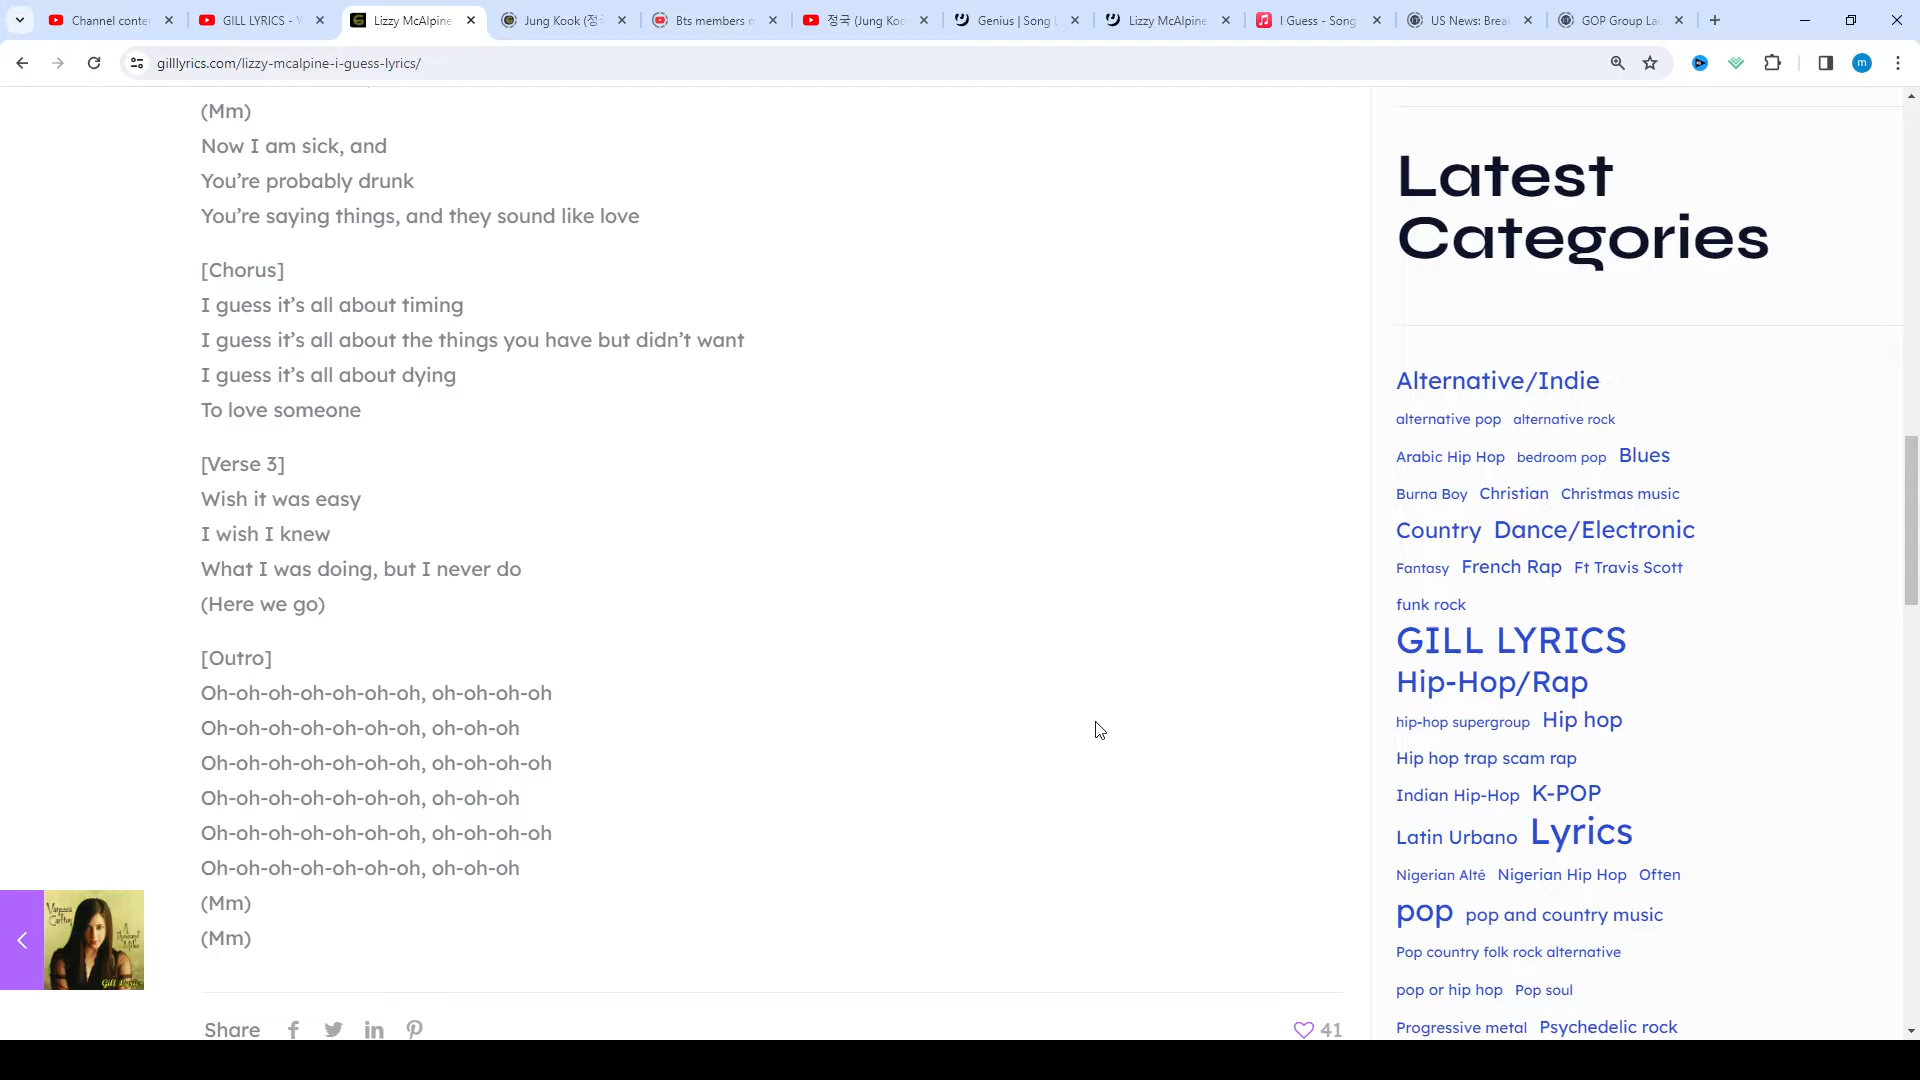 Channel conte
GILL LYRICS - Y
Lizzy McAlpine
Jung Kook (정국
Bts members n
정국 (Jung Koo
Genius | Song L
Lizzy McAlpine
I Guess - Song
US News: Brea
GOP Group Lau
gilllyrics.com/lizzy-mcalpine-i-guess-lyrics/
m
(Mm)
Now I am sick, and
You’re probably drunk
You’re saying things, and they sound like love
[Chorus]
I guess it’s all about timing
I guess it’s all about the things you have but didn’t want
I guess it’s all about dying
To love someone
[Verse 3]
Wish it was easy
I wish I knew
What I was doing, but I never do
(Here we go)
[Outro]
Oh-oh-oh-oh-oh-oh-oh, oh-oh-oh-oh
Oh-oh-oh-oh-oh-oh-oh, oh-oh-oh
Oh-oh-oh-oh-oh-oh-oh, oh-oh-oh-oh
Oh-oh-oh-oh-oh-oh-oh, oh-oh-oh
Oh-oh-oh-oh-oh-oh-oh, oh-oh-oh-oh
Oh-oh-oh-oh-oh-oh-oh, oh-oh-oh
(Mm)
(Mm)
Vanessa
Carlton
Gill Lyrics
Share
41
Latest
Categories
Alternative/Indie
alternative pop alternative rock
Arabic Hip Hop bedroom pop Blues
Burna Boy Christian Christmas music
Country Dance/Electronic
Fantasy French Rap Ft Travis Scott
funk rock
GILL LYRICS
Hip-Hop/Rap
hip-hop supergroup Hip hop
Hip hop trap scam rap
Indian Hip-Hop K-POP
Latin Urbano Lyrics
Nigerian Alté Nigerian Hip Hop Often
pop pop and country music
Pop country folk rock alternative
pop or hip hop Pop soul
Progressive metal Psychedelic rock